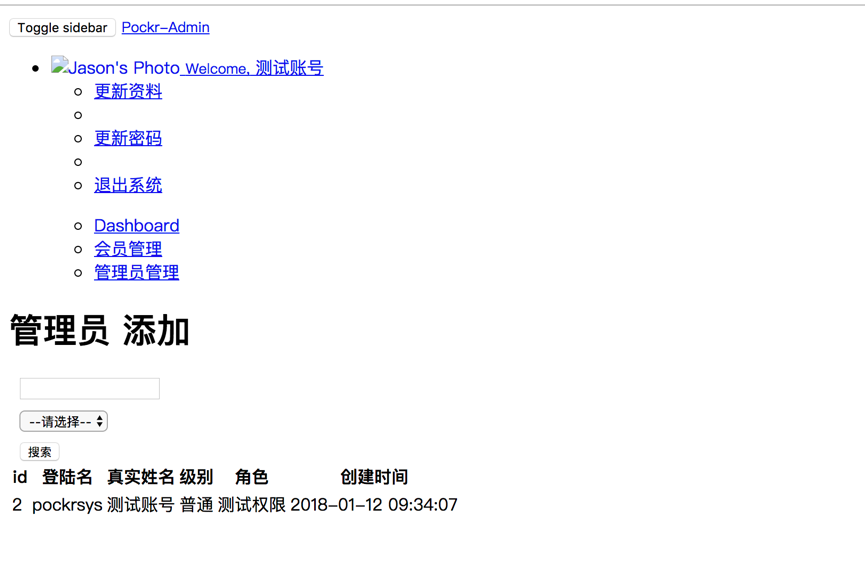 Toggle sidebar Pockr-Admin
Jason's Photo Welcome, 测试账号
更新资料
更新密码
退出系统
Dashboard
会员管理
管理员管理
管理员 添加
--请选择--
搜索
id 登陆名 真实姓名 级别 角色 创建时间
2 pockrsys 测试账号 普通 测试权限 2018-01-12 09:34:07